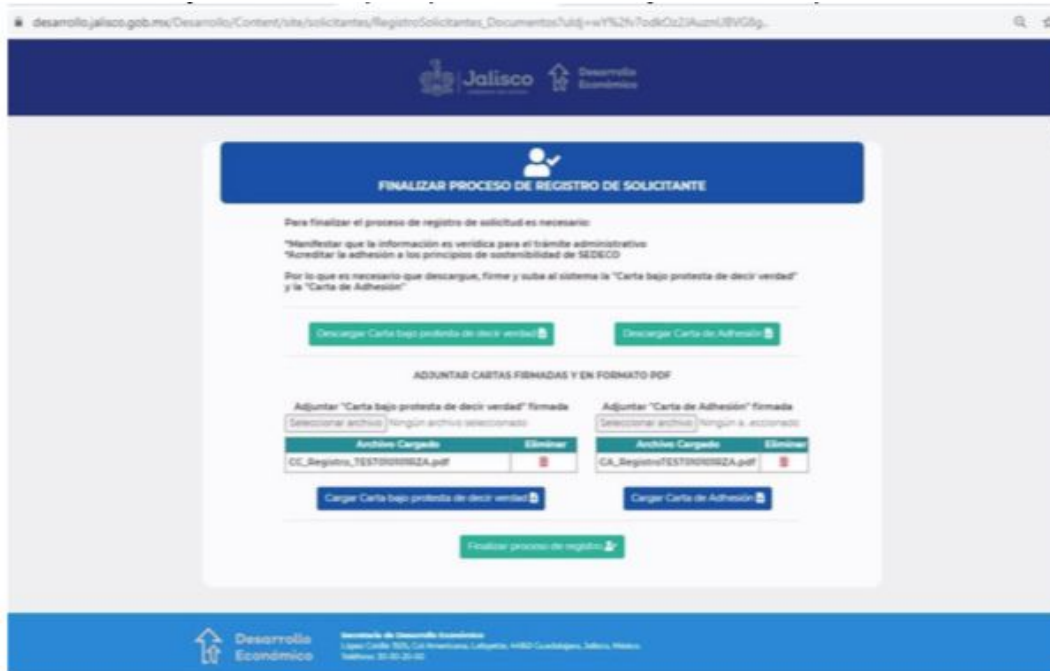 desarrollo.jalisco.gob.mx/Desarrollo/Content/site/solicitantes/RegistroSolicitantes_Documentos?
Jalisco
Desarrollo
Económico
FINALIZAR PROCESO DE REGISTRO DE SOLICITANTE
Para finalizar el proceso de registro de solicitud es necesario:
*Manifestar que la información es verídica para el trámite administrativo
*Acreditar la adhesión a los principios de sostenibilidad de SEDECO
Por lo que es necesario que descargue, firme y suba al sistema la "Carta bajo protesta de decir verdad"
y la "Carta de Adhesión"
Descargar Carta bajo protesta de decir verdad Descargar Carta de Adhesión
ADJUNTAR CARTAS FIRMADAS Y EN FORMATO PDF
Adjuntar "Carta bajo protesta de decir verdad" firmada Adjuntar "Carta de Adhesión" firmada
Seleccionar archivo Ningún archivo seleccionado Seleccionar archivo Ningún a...eccionado
Archivo Cargado Eliminar Archivo Cargado Eliminar
Cargar Carta bajo protesta de decir verdad Cargar Carta de Adhesión
Finalizar proceso de registro
Desarrollo
Económico
Secretaría de Desarrollo Económico